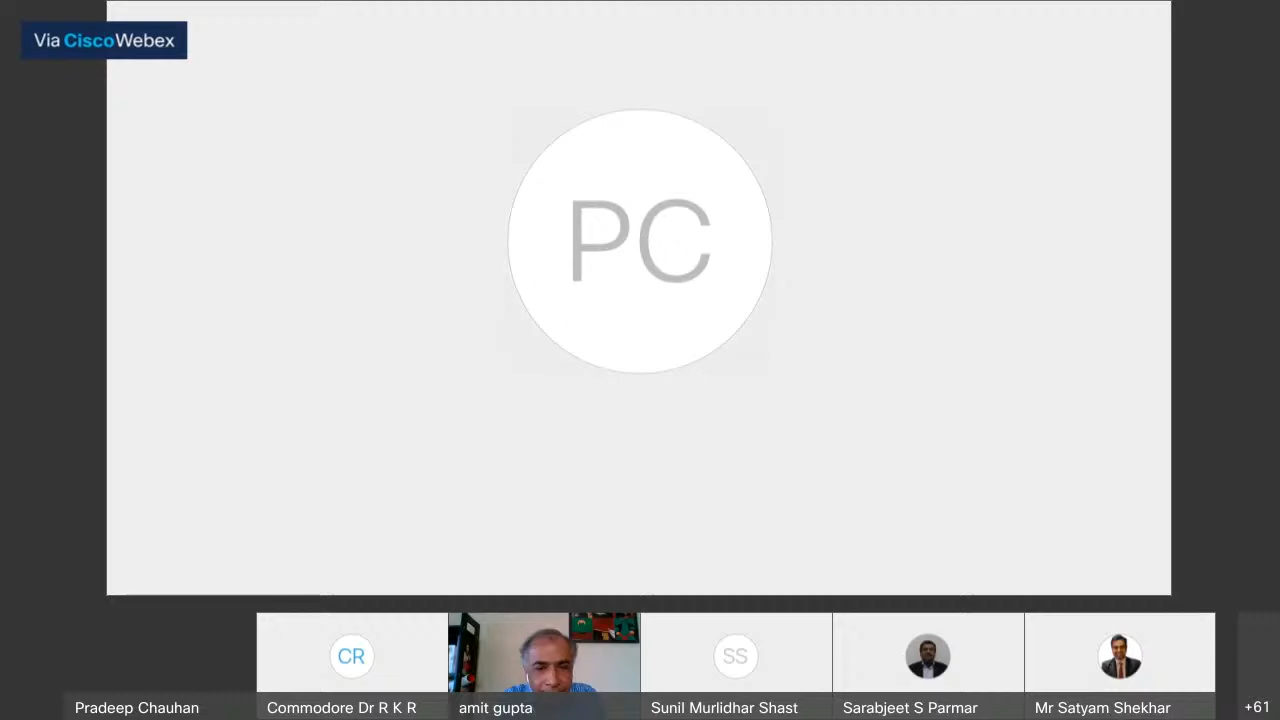 Via CiscoWebex
PC
CR
SS
Pradeep Chauhan
Commodore Dr R K R
amit gupta
Sunil Murlidhar Shast
Sarabjeet S Parmar
Mr Satyam Shekhar
+61